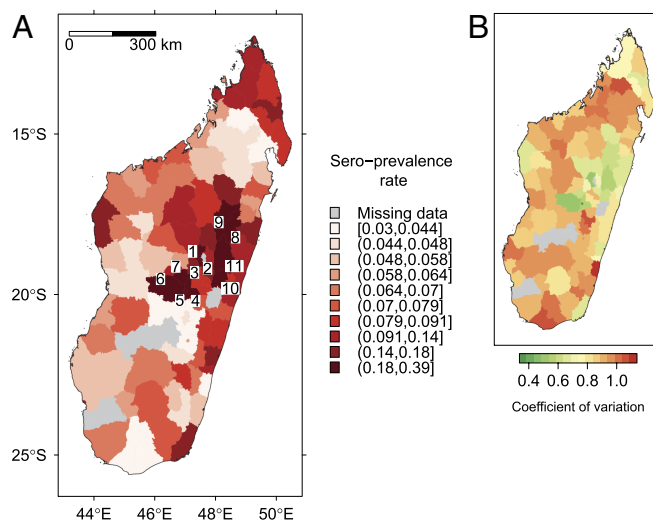 A
0 300 km
15°S
20°S
25°S
44°E 46°E 48°E 50°E
9
8
1
7 3 2 11
6
5 4 10
Sero−prevalence
rate
Missing data
[0.03,0.044]
(0.044,0.048]
(0.048,0.058]
(0.058,0.064]
(0.064,0.07]
(0.07,0.079]
(0.079,0.091]
(0.091,0.14]
(0.14,0.18]
(0.18,0.39]
B
0.4 0.6 0.8 1.0
Coefficient of variation